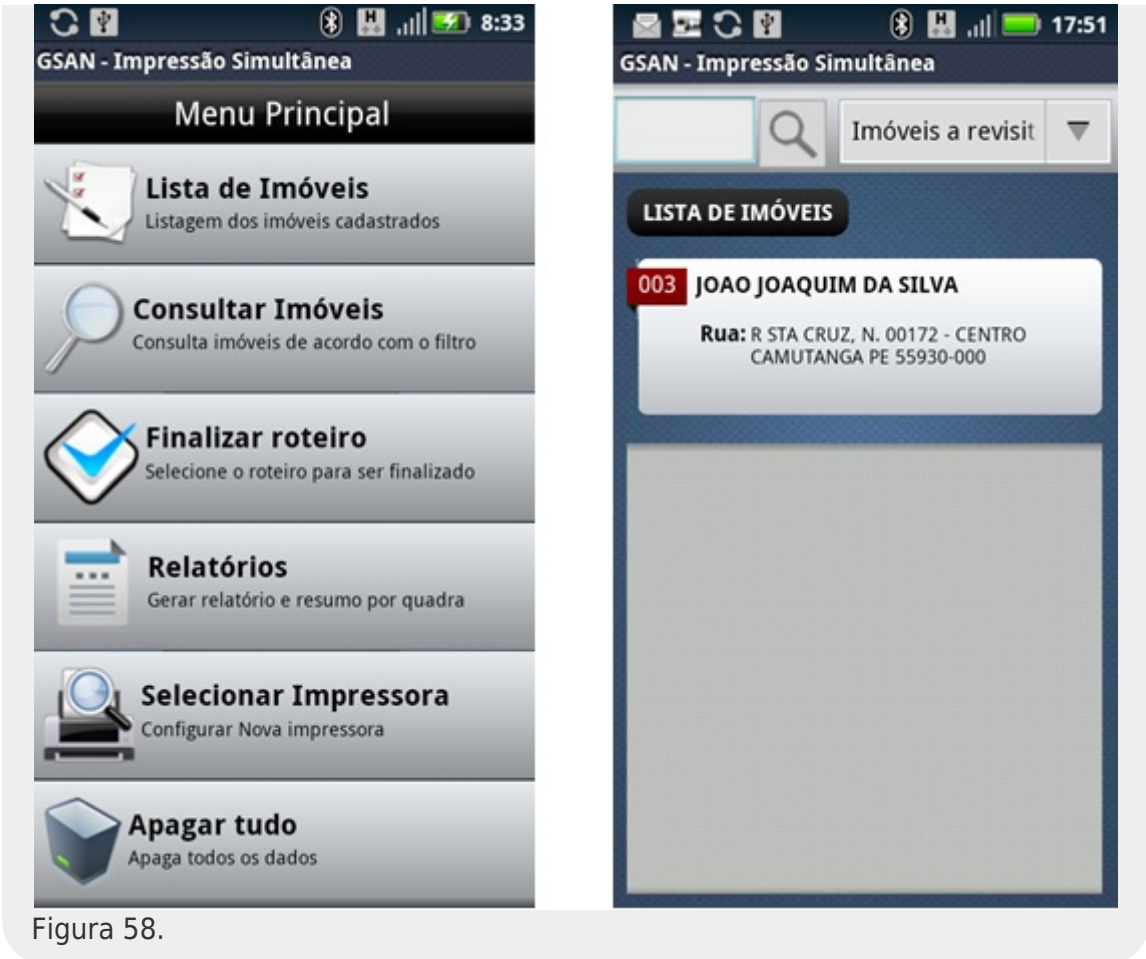 8:33
GSAN - Impressão Simultânea
Menu Principal
Lista de Imóveis
Listagem dos imóveis cadastrados
Consultar Imóveis
Consulta imóveis de acordo com o filtro
Finalizar roteiro
Selecione o roteiro para ser finalizado
Relatórios
Gerar relatório e resumo por quadra
Selecionar Impressora
Configurar Nova impressora
Apagar tudo
Apaga todos os dados
17:51
GSAN - Impressão Simultânea
Imóveis a revisit
LISTA DE IMÓVEIS
003 JOAO JOAQUIM DA SILVA
Rua: R STA CRUZ, N. 00172 - CENTRO
CAMUTANGA PE 55930-000
Figura 58.